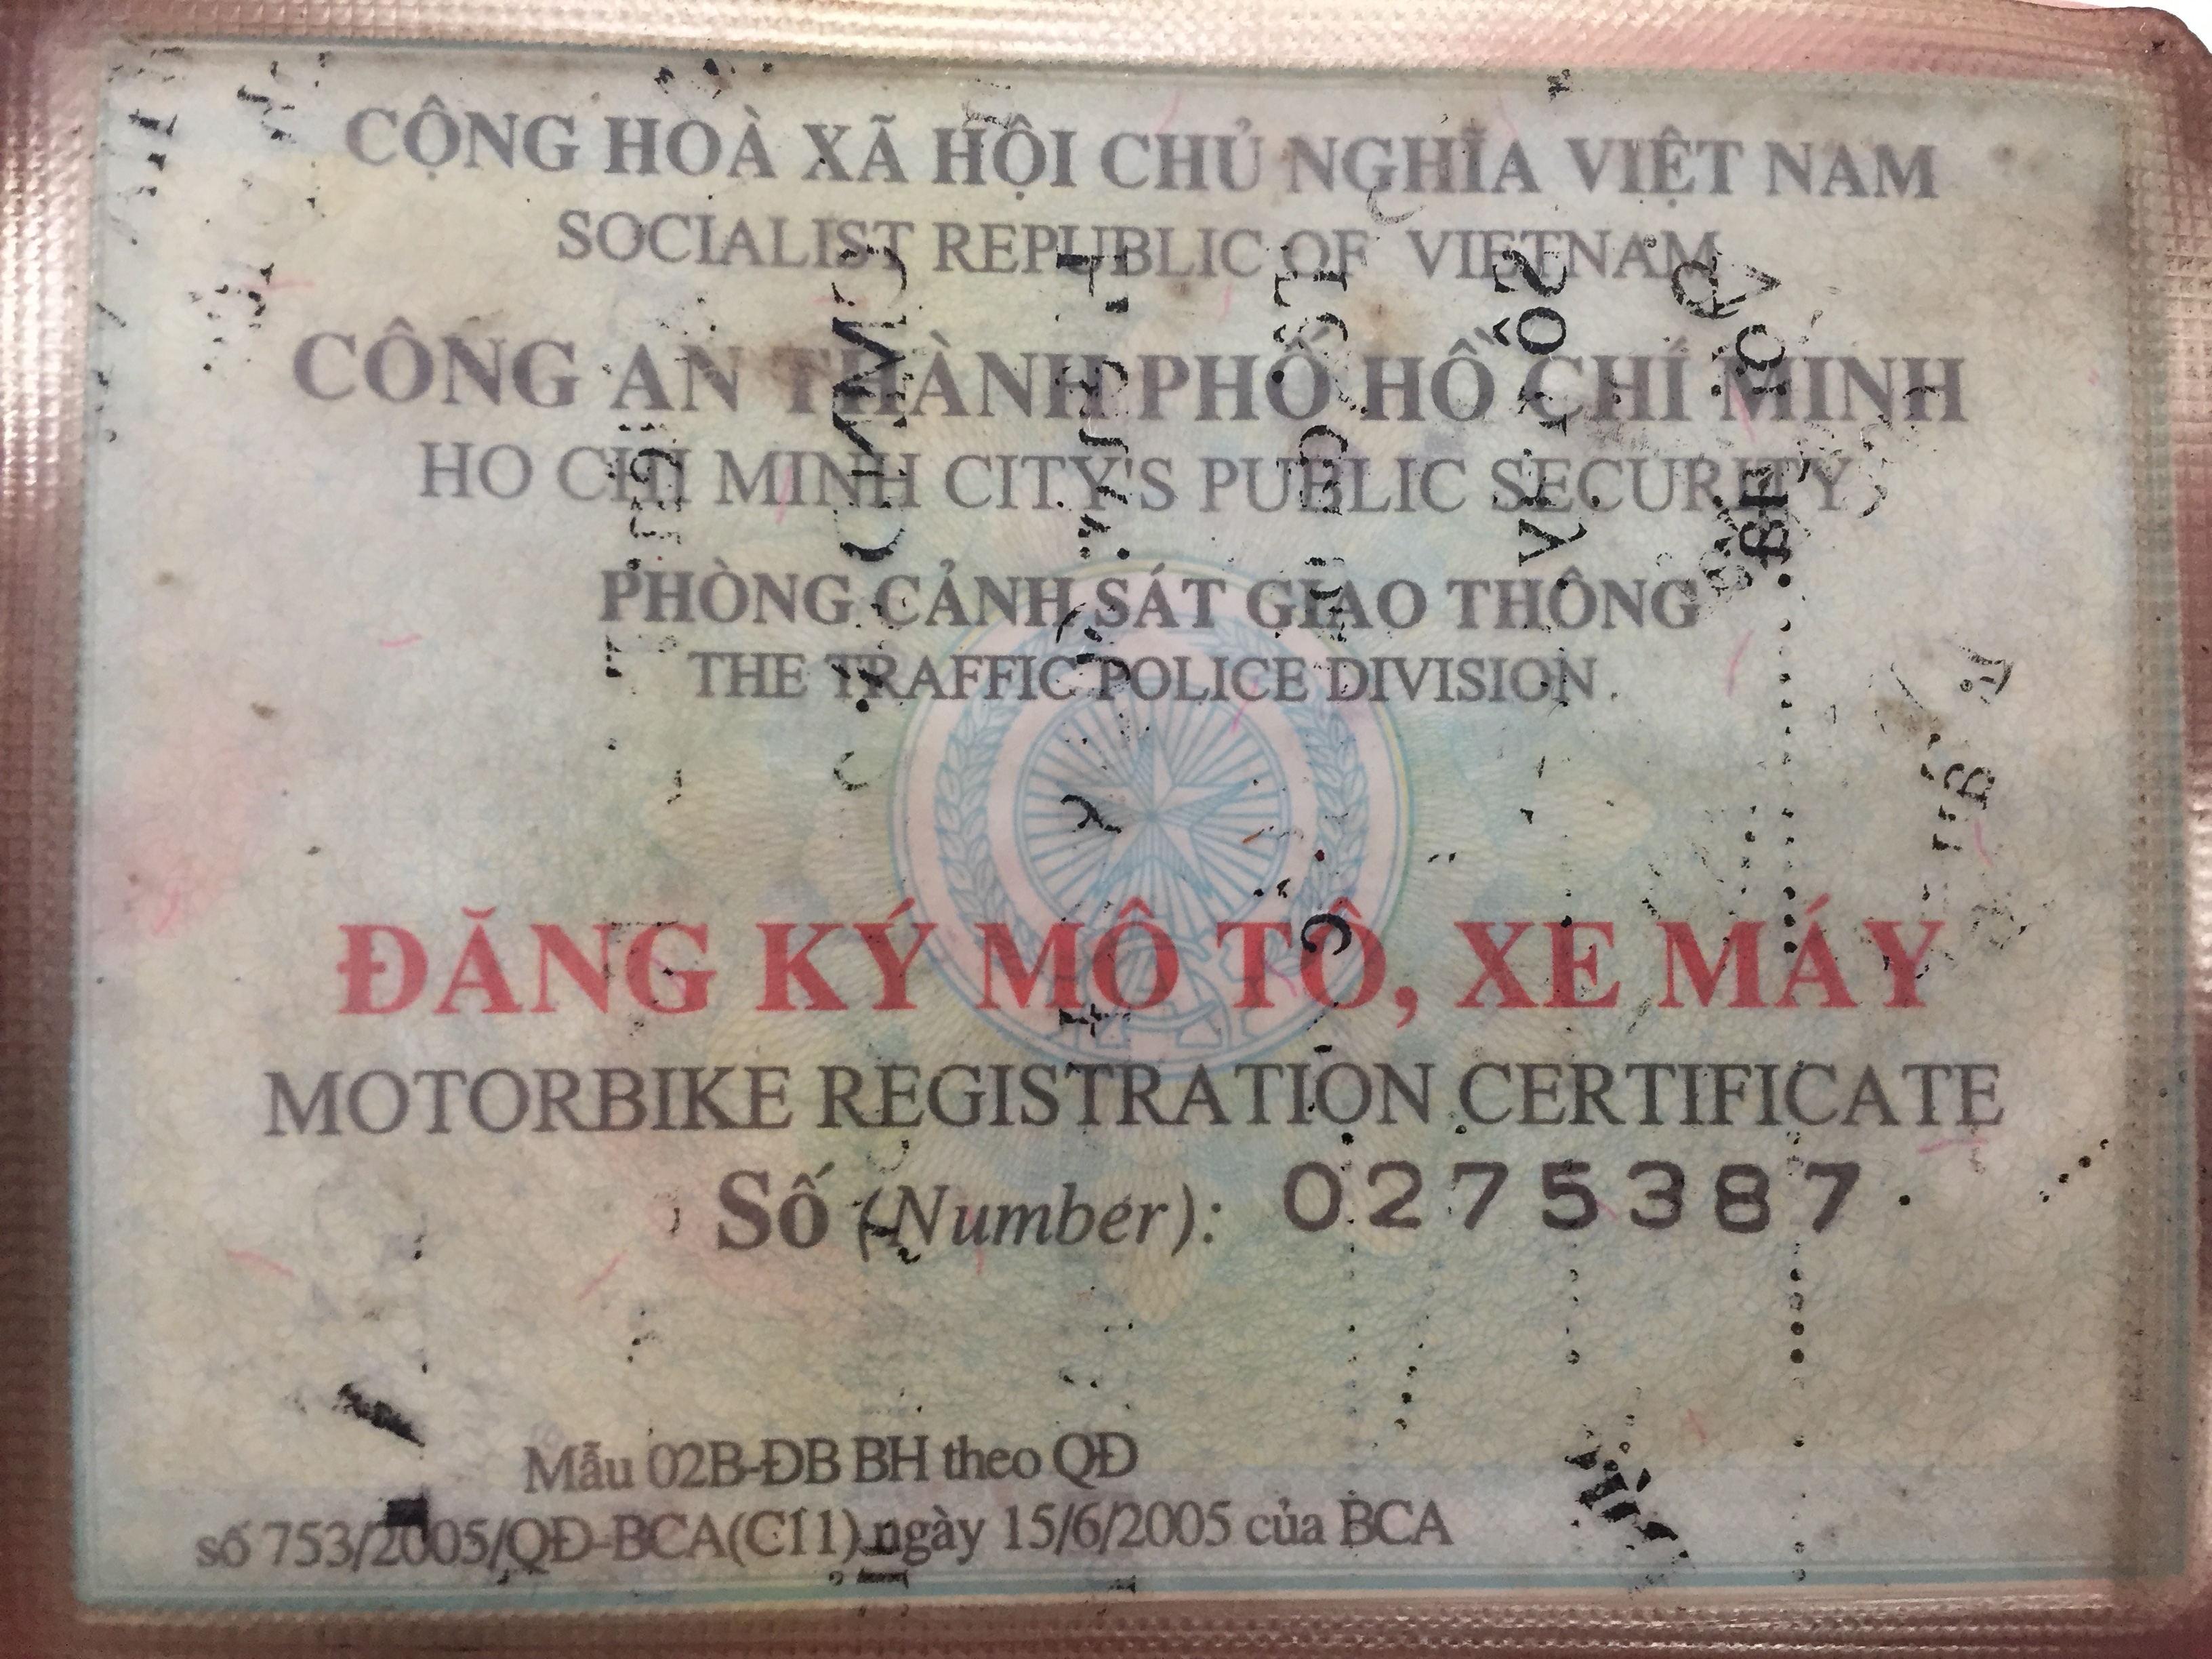 CỘNG HOÀ XÃ HỘI CHỦ NGHĨA VIỆT NAM
SOCIALIST REPUBLIC OF VIETNAM
CÔNG AN THÀNH PHỐ HỒ CHÍ MINH
HO CHI MINH CITY'S PUBLIC SECURITY
PHÒNG CẢNH SÁT GIAO THÔNG
THE TRAFFIC POLICE DIVISION
ĐĂNG KÝ MÔ TÔ, XE MÁY
MOTORBIKE REGISTRATION CERTIFICATE
Số (Number): 0275387
Mẫu 02B-ĐB BH theo QĐ
số 753/2005/QĐ-BCA(C11) ngày 15/6/2005 của BCA